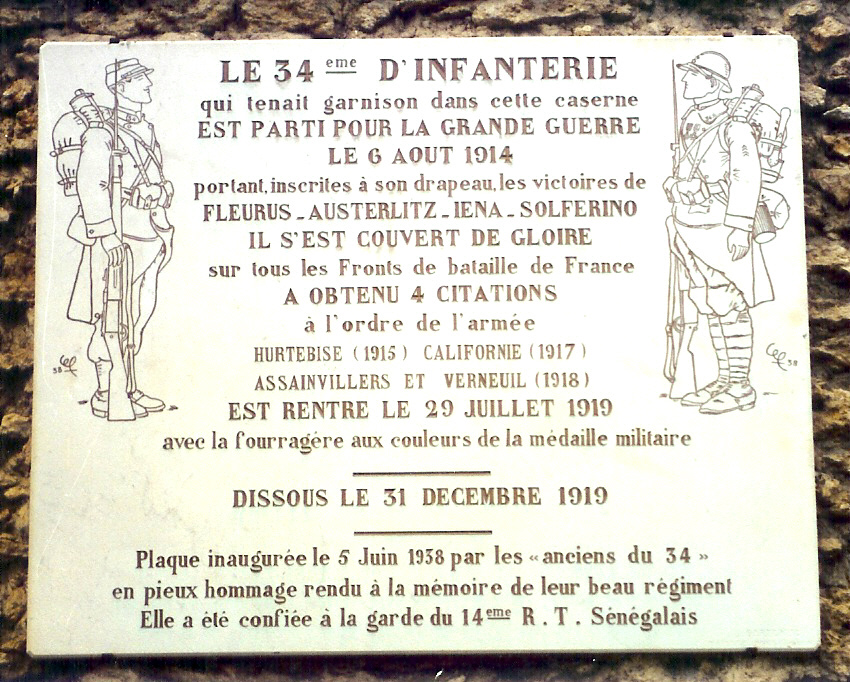 LE 34 eme D'INFANTERIE
qui tenait garnison dans cette caserne
EST PARTI POUR LA GRANDE GUERRE
LE 6 AOUT 1914
portant, inscrites à son drapeau, les victoires de
FLEURUS - AUSTERLITZ - IENA - SOLFERINO
IL S'EST COUVERT DE GLOIRE
sur tous les Fronts de bataille de France
A OBTENU 4 CITATIONS
à l'ordre de l'armée
HURTEBISE (1915) CALIFORNIE (1917)
ASSAINVILLERS ET VERNEUIL (1918)
EST RENTRE LE 29 JUILLET 1919
avec la fourragére aux couleurs de la médaille militaire
DISSOUS LE 31 DECEMBRE 1919
Plaque inaugurée le 5 Juin 1938 par les «anciens du 34»
en pieux hommage rendu à la mémoire de leur beau régiment
Elle a été confiée à la garde du 14eme R.T. Sénégalais